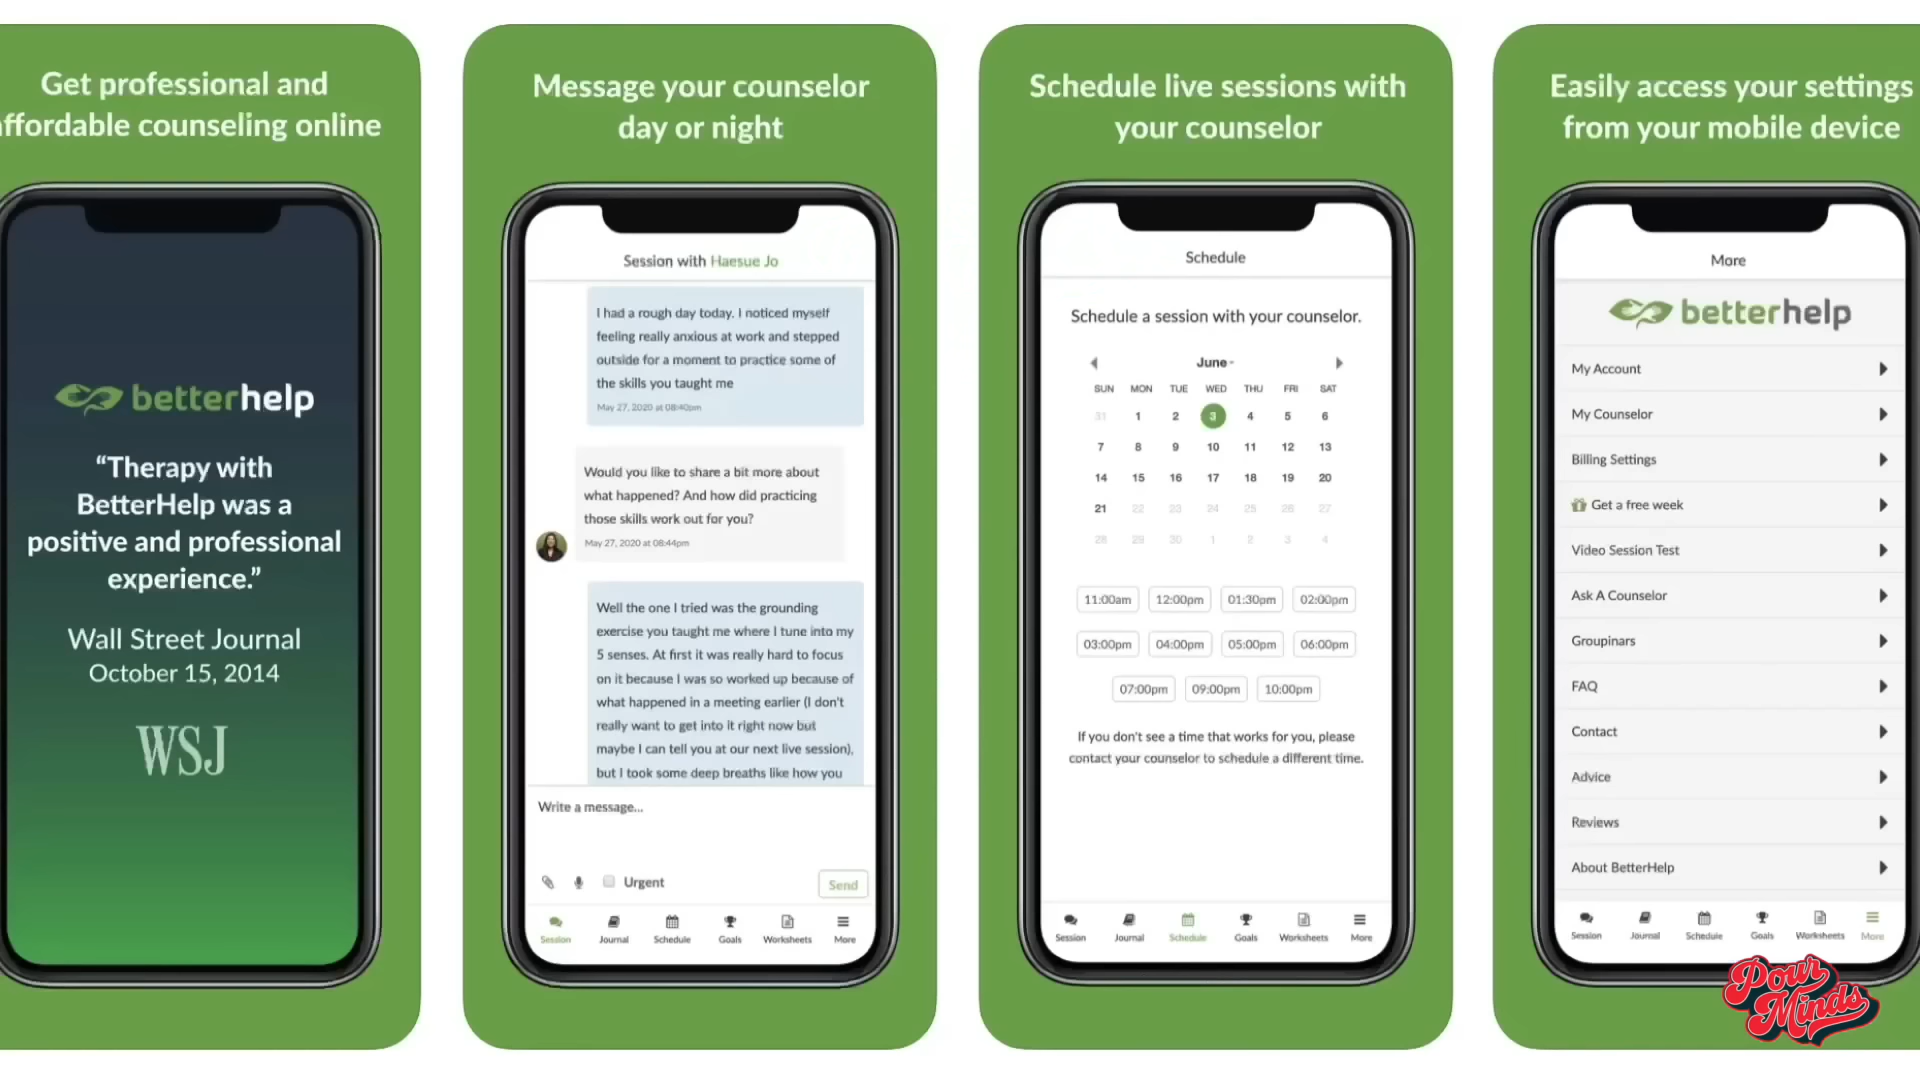 Get professional and
ffordable counseling online
betterhelp
“Therapy with
BetterHelp was a
positive and professional
experience.”
Wall Street Journal
October 15, 2014
WSJ
Message your counselor
day or night
Session with Haesue Jo
I had a rough day today. I noticed myself
feeling really anxious at work and stepped
outside for a moment to practice some of
the skills you taught me
May 27, 2020 at 08:40pm
Would you like to share a bit more about
what happened? And how did practicing
those skills work out for you?
May 27, 2020 at 08:44pm
Well the one I tried was the grounding
exercise you taught me where I tune into my
5 senses. At first it was really hard to focus
on it because I was so worked up because of
what happened in a meeting earlier (I don't
really want to get into it right now but
maybe I can tell you at our next live session),
but I took some deep breaths like how you
Write a message...
Urgent
Send
Session Journal Schedule Goals Worksheets More
Schedule live sessions with
your counselor
Schedule
Schedule a session with your counselor.
June
SUN MON TUE WED THU FRI SAT
31 1 2 3 4 5 6
7 8 9 10 11 12 13
14 15 16 17 18 19 20
21 22 23 24 25 26 27
28 29 30 1 2 3 4
11:00am 12:00pm 01:30pm 02:00pm
03:00pm 04:00pm 05:00pm 06:00pm
07:00pm 09:00pm 10:00pm
If you don't see a time that works for you, please
contact your counselor to schedule a different time.
Session Journal Schedule Goals Worksheets More
Easily access your settings
from your mobile device
More
betterhelp
My Account
My Counselor
Billing Settings
Get a free week
Video Session Test
Ask A Counselor
Groupinars
FAQ
Contact
Advice
Reviews
About BetterHelp
Session Journal Schedule Goals Worksheets More
Pour
Minds